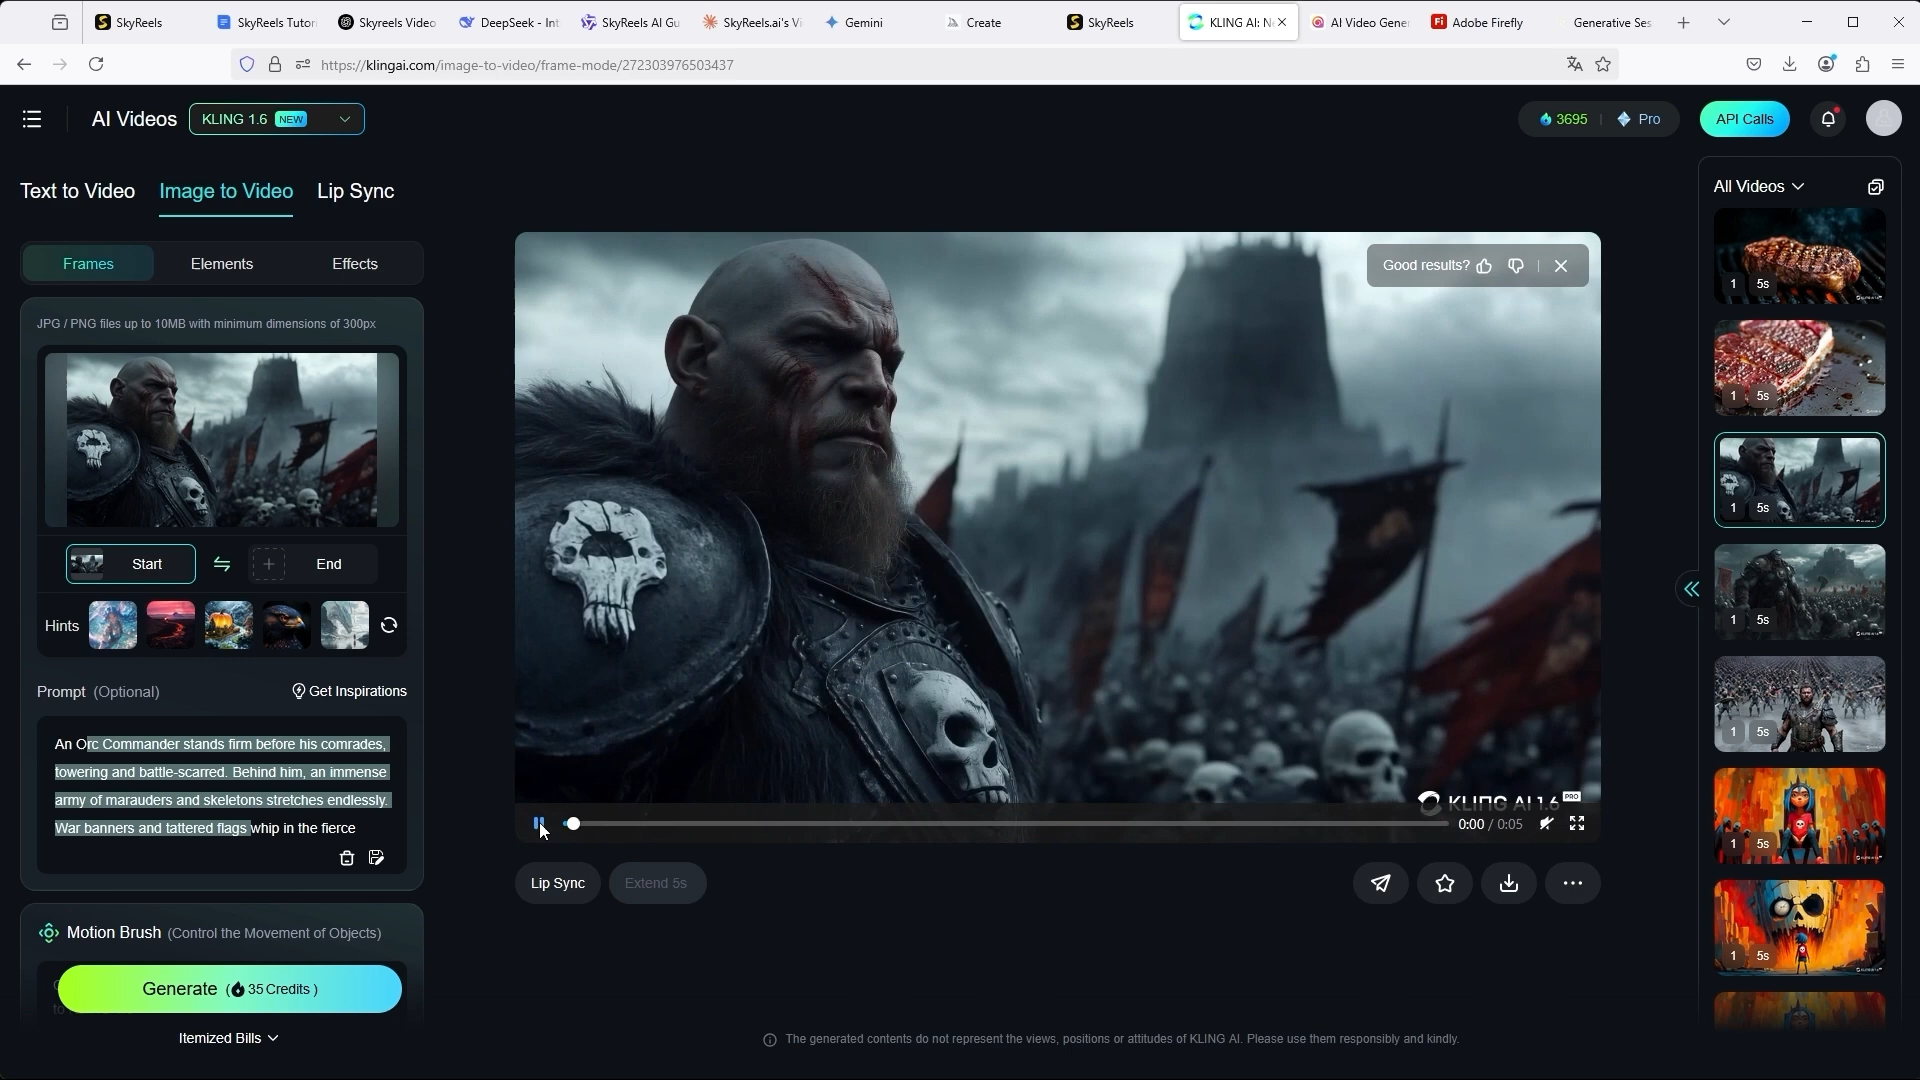 SkyReels
SkyReels Tutori
Skyreels Video
DeepSeek - Int
SkyReels AI Gu
SkyReels.ai's Vi
Gemini
Create
SkyReels
KLING AI: N
AI Video Gene
Adobe Firefly
Generative Ses
https://klingai.com/image-to-video/frame-mode/272303976503437
AI Videos
KLING 1.6 NEW
3695 | Pro
API Calls
Text to Video
Image to Video
Lip Sync
All Videos
Frames
Elements
Effects
Good results?
JPG / PNG files up to 10MB with minimum dimensions of 300px
1 5s
1 5s
1 5s
1 5s
1 5s
1 5s
1 5s
Start
End
Hints
Prompt (Optional)
Get Inspirations
An Orc Commander stands firm before his comrades,
towering and battle-scarred. Behind him, an immense
army of marauders and skeletons stretches endlessly.
War banners and tattered flags whip in the fierce
KLING AI 1.6 PRO
0:00 / 0:05
Lip Sync
Extend 5s
Motion Brush (Control the Movement of Objects)
Generate ( 35 Credits )
Itemized Bills
The generated contents do not represent the views, positions or attitudes of KLING AI. Please use them responsibly and kindly.